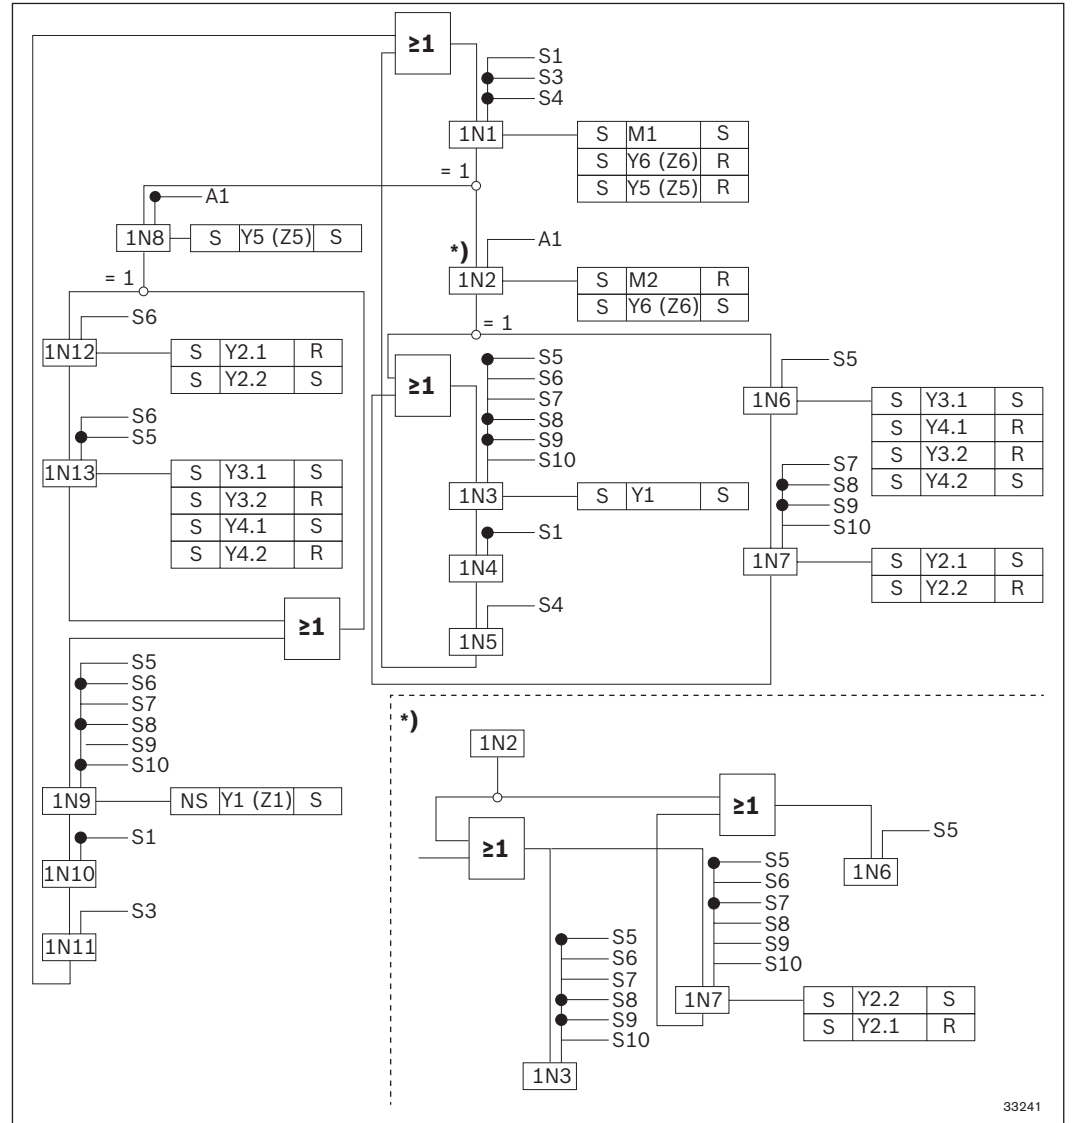 ≥1
S1
S3
S4
1N1
S M1 S
S Y6 (Z6) R
S Y5 (Z5) R
= 1
A1
1N8
S Y5 (Z5) S
= 1
*)
A1
1N2
S M2 R
S Y6 (Z6) S
= 1
S6
1N12
S Y2.1 R
S Y2.2 S
S6
S5
1N13
S Y3.1 S
S Y3.2 R
S Y4.1 S
S Y4.2 R
≥1
S5
S6
S7
S8
S9
S10
1N3
S Y1 S
S1
1N4
S4
1N5
S5
1N6
S Y3.1 S
S Y4.1 R
S Y3.2 R
S Y4.2 S
S7
S8
S9
S10
1N7
S Y2.1 S
S Y2.2 R
≥1
S5
S6
S7
S8
S9
S10
1N9
NS Y1 (Z1) S
S1
1N10
S3
1N11
*)
1N2
≥1
≥1
S5
1N6
S5
S6
S7
S8
S9
S10
1N7
S Y2.2 S
S Y2.1 R
S5
S6
S7
S8
S9
S10
1N3
33241